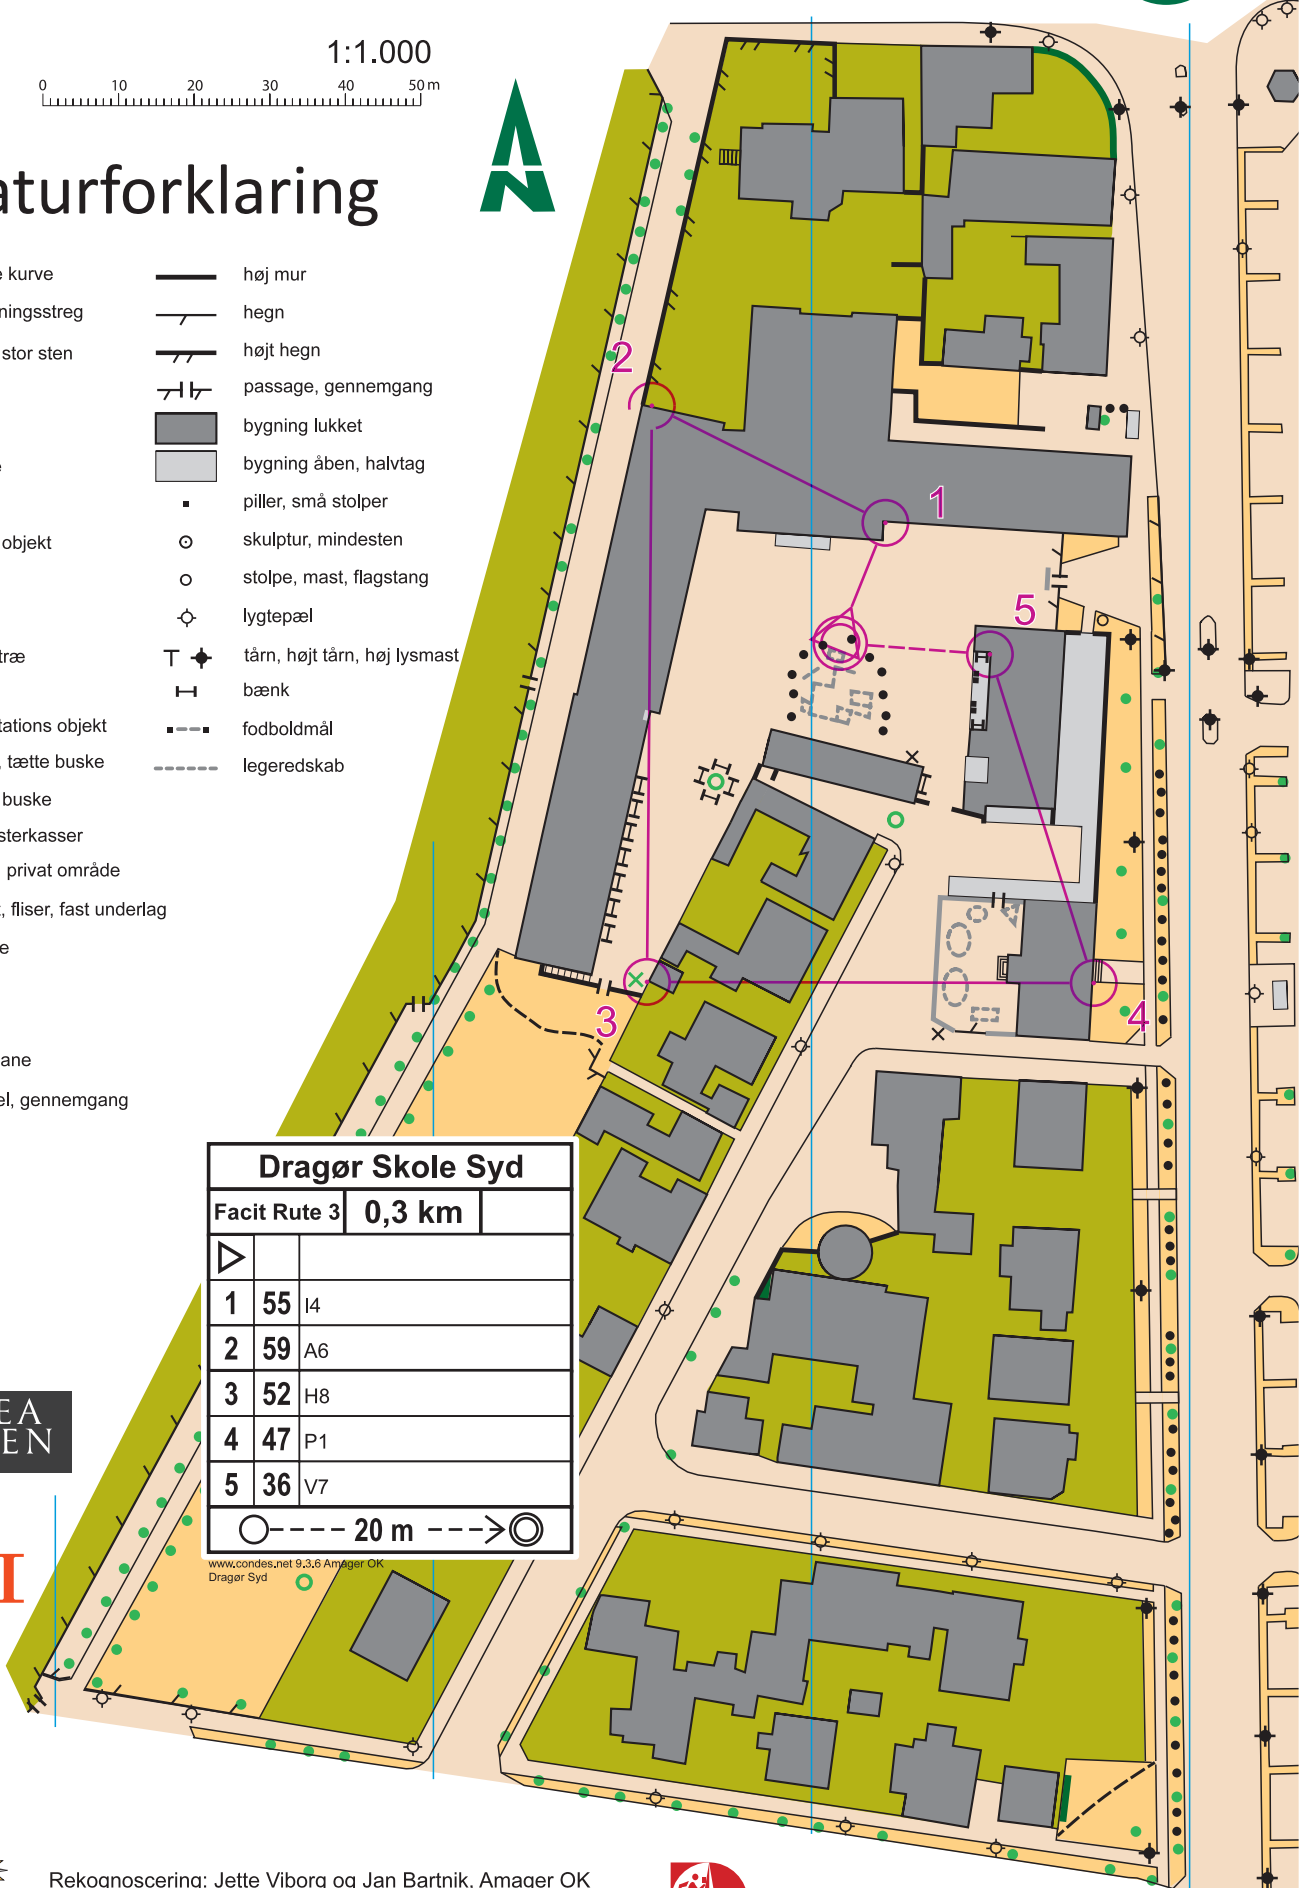 1:1.000
0 10 20 30 40 50 m
aturforklaring
e kurve
høj mur
ningsstreg
hegn
stor sten
højt hegn
passage, gennemgang
bygning lukket
e
bygning åben, halvtag
piller, små stolper
objekt
skulptur, mindesten
stolpe, mast, flagstang
lygtepæl
træ
tårn, højt tårn, høj lysmast
bænk
tations objekt
fodboldmål
, tætte buske
legeredskab
buske
sterkasser
privat område
, fliser, fast underlag
e
ane
el, gennemgang
N
2
1
5
3
4
Dragør Skole Syd
Facit Rute 3 0,3 km
1 55 I4
2 59 A6
3 52 H8
4 47 P1
5 36 V7
20 m
www.condes.net 9.3.6 Amager OK
Dragør Syd
EA
EN
I
Rekognoscering: Jette Viborg og Jan Bartnik, Amager OK